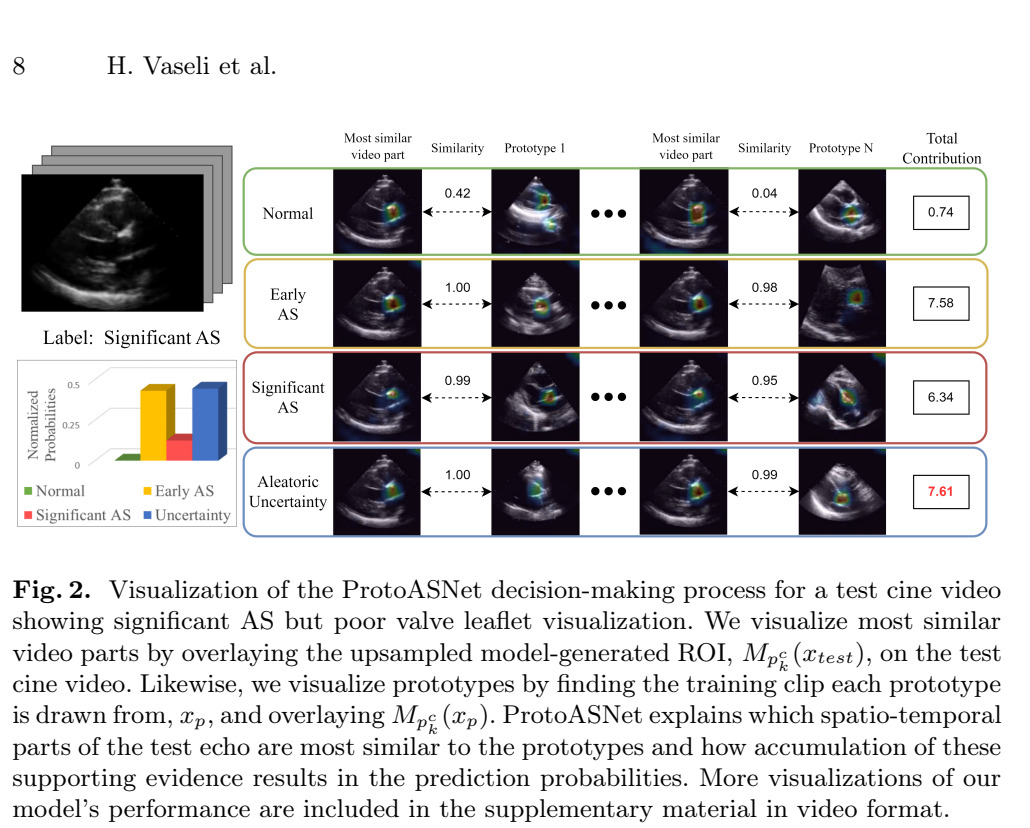 8 H. Vaseli et al.
Most similar video part Similarity Prototype 1 Most similar video part Similarity Prototype N Total Contribution
Normal 0.42 0.04 0.74
Early AS 1.00 0.98 7.58
Significant AS 0.99 0.95 6.34
Aleatoric Uncertainty 1.00 0.99 7.61
Label: Significant AS
Normalized Probabilities
0.5
0.25
0
Normal Early AS
Significant AS Uncertainty
Fig. 2. Visualization of the ProtoASNet decision-making process for a test cine video
showing significant AS but poor valve leaflet visualization. We visualize most similar
video parts by overlaying the upsampled model-generated ROI, $M_{p_k^c}(x_{test})$, on the test
cine video. Likewise, we visualize prototypes by finding the training clip each prototype
is drawn from, $x_p$, and overlaying $M_{p_k^c}(x_p)$. ProtoASNet explains which spatio-temporal
parts of the test echo are most similar to the prototypes and how accumulation of these
supporting evidence results in the prediction probabilities. More visualizations of our
model's performance are included in the supplementary material in video format.